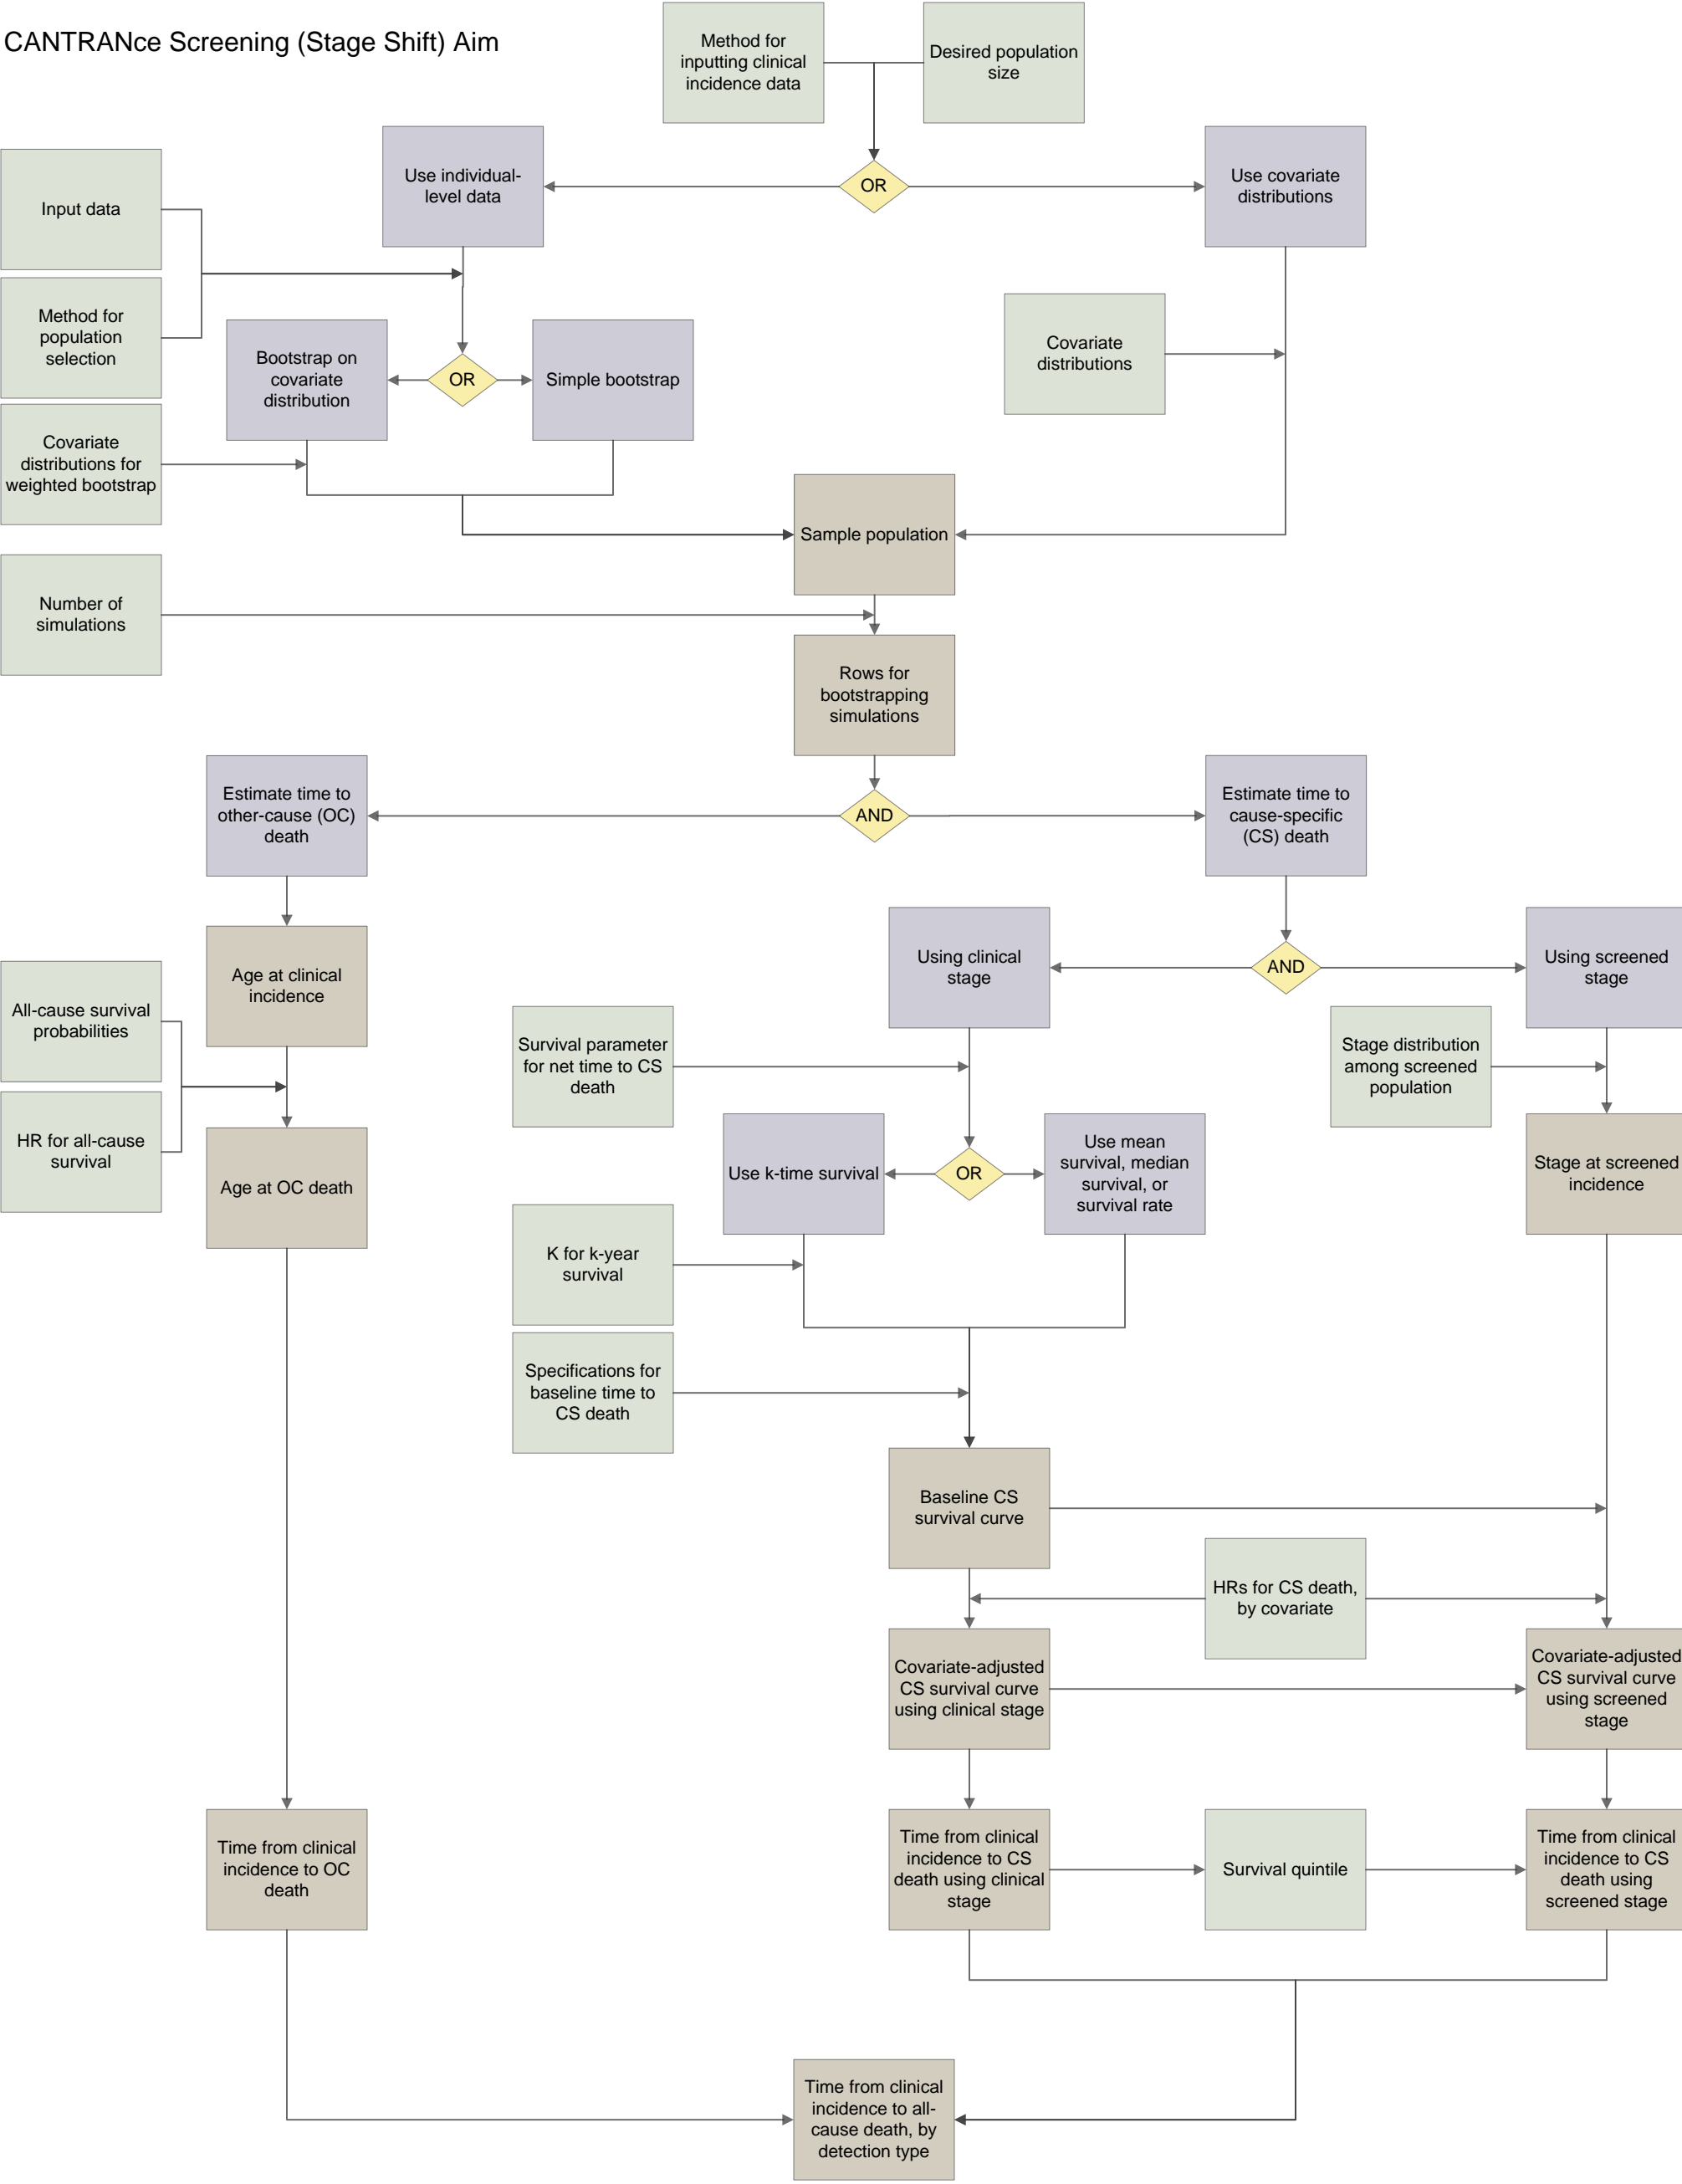 CANTRANce Screening (Stage Shift) Aim
Method for
inputting clinical
incidence data
Desired population
size
Use individual-
level data
OR
Use covariate
distributions
Input data
Method for
population
selection
Bootstrap on
covariate
distribution
OR
Simple bootstrap
Covariate
distributions
Covariate
distributions for
weighted bootstrap
Sample population
Number of
simulations
Rows for
bootstrapping
simulations
Estimate time to
other-cause (OC)
death
AND
Estimate time to
cause-specific
(CS) death
Age at clinical
incidence
Using clinical
stage
AND
Using screened
stage
All-cause survival
probabilities
Survival parameter
for net time to CS
death
Stage distribution
among screened
population
HR for all-cause
survival
Age at OC death
Use k-time survival
OR
Use mean
survival, median
survival, or
survival rate
Stage at screened
incidence
K for k-year
survival
Specifications for
baseline time to
CS death
Baseline CS
survival curve
HRs for CS death,
by covariate
Covariate-adjusted
CS survival curve
using clinical stage
Covariate-adjusted
CS survival curve
using screened
stage
Time from clinical
incidence to OC
death
Time from clinical
incidence to CS
death using clinical
stage
Survival quintile
Time from clinical
incidence to CS
death using
screened stage
Time from clinical
incidence to all-
cause death, by
detection type